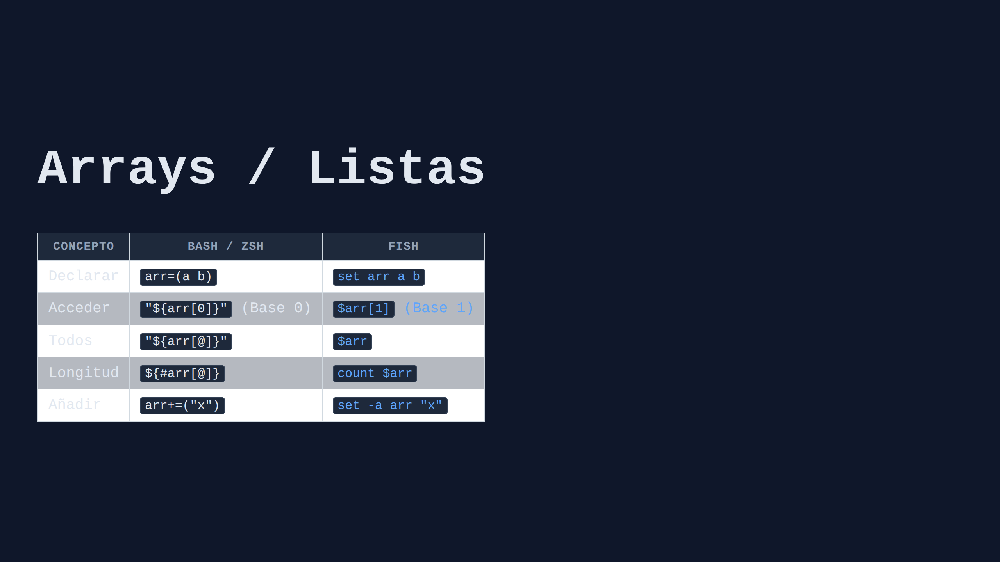 Arrays / Listas
CONCEPTO BASH / ZSH FISH
Declarar arr=(a b) set arr a b
Acceder "${arr[0]}" (Base 0) $arr[1] (Base 1)
Todos "${arr[@]}" $arr
Longitud ${#arr[@]} count $arr
Añadir arr+=("x") set -a arr "x"